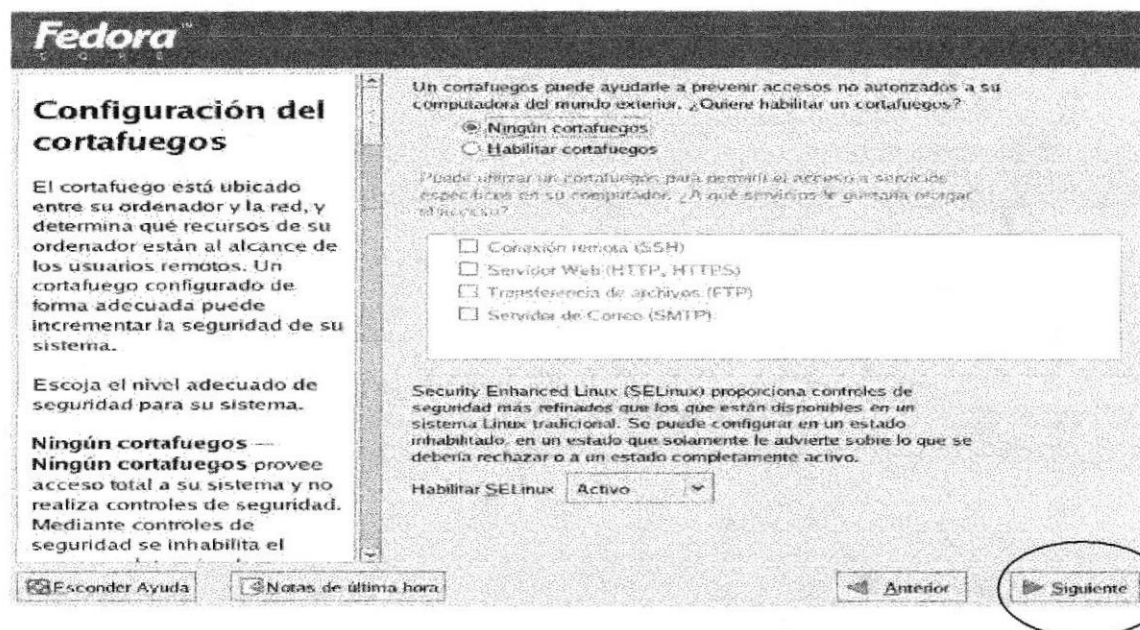 Fedora™
CORE
Configuración del
cortafuegos
El cortafuego está ubicado
entre su ordenador y la red, y
determina qué recursos de su
ordenador están al alcance de
los usuarios remotos. Un
cortafuego configurado de
forma adecuada puede
incrementar la seguridad de su
sistema.
Escoja el nivel adecuado de
seguridad para su sistema.
Ningún cortafuegos —
Ningún cortafuegos provee
acceso total a su sistema y no
realiza controles de seguridad.
Mediante controles de
seguridad se inhabilita el
Un cortafuegos puede ayudarle a prevenir accesos no autorizados a su
computadora del mundo exterior. ¿Quiere habilitar un cortafuegos?
Ningún cortafuegos
Habilitar cortafuegos
Puede utilizar un cortafuegos para permitir el acceso a servicios
específicos en su computador. ¿A qué servicios le gustaría otorgar
el acceso?
Conexión remota (SSH)
Servidor Web (HTTP, HTTPS)
Transferencia de archivos (FTP)
Servidor de Correo (SMTP)
Security Enhanced Linux (SELinux) proporciona controles de
seguridad más refinados que los que están disponibles en un
sistema Linux tradicional. Se puede configurar en un estado
inhabilitado, en un estado que solamente le advierte sobre lo que se
debería rechazar o a un estado completamente activo.
Habilitar SELinux Activo
Esconder Ayuda
Notas de última hora
Anterior
Siguiente